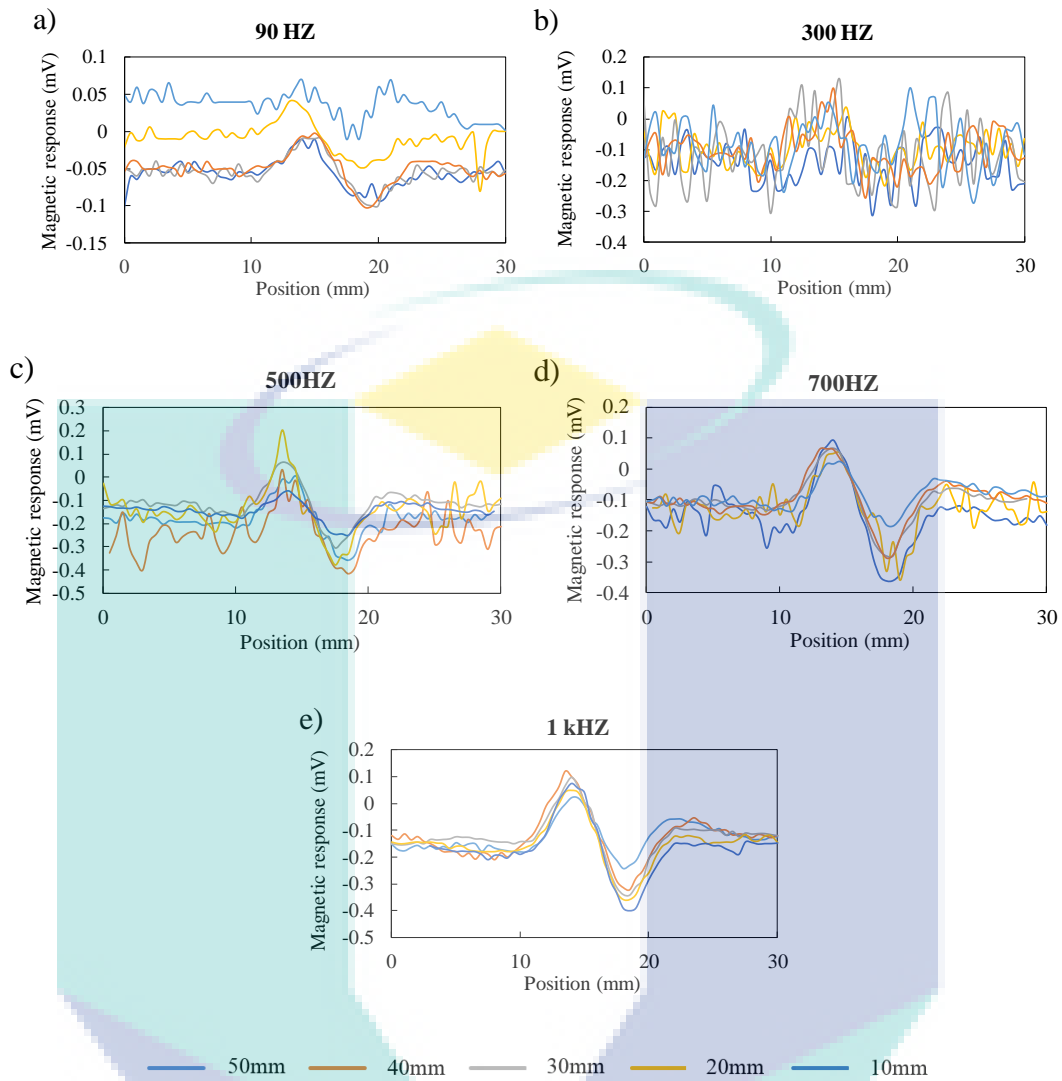 a)
90 HZ
Magnetic response (mV)
0.1
0.05
0
-0.05
-0.1
-0.15
0
10
20
30
Position (mm)
b)
300 HZ
Magnetic response (mV)
0.2
0.1
0
-0.1
-0.2
-0.3
-0.4
0
10
20
30
Position (mm)
c)
500HZ
Magnetic response (mV)
0.3
0.2
0.1
0
-0.1
-0.2
-0.3
-0.4
-0.5
0
10
20
30
Position (mm)
d)
700HZ
Magnetic response (mV)
0.2
0.1
0
-0.1
-0.2
-0.3
-0.4
0
10
20
30
Position (mm)
e)
1 kHZ
Magnetic response (mV)
0.2
0.1
0
-0.1
-0.2
-0.3
-0.4
-0.5
0
10
20
30
Position (mm)
50mm 40mm 30mm 20mm 10mm